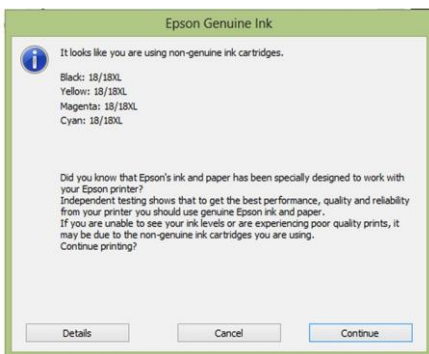 Epson Genuine Ink
It looks like you are using non-genuine ink cartridges.
Black: 18/18XL
Yellow: 18/18XL
Magenta: 18/18XL
Cyan: 18/18XL
Did you know that Epson's ink and paper has been specially designed to work with
your Epson printer?
Independent testing shows that to get the best performance, quality and reliability
from your printer you should use genuine Epson ink and paper.
If you are unable to see your ink levels or are experiencing poor quality prints, it
may be due to the non-genuine ink cartridges you are using.
Continue printing?
Details
Cancel
Continue